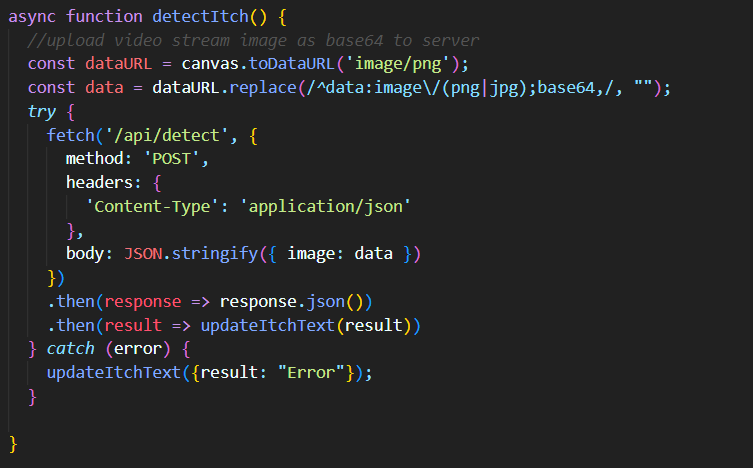 async function detectItch() {
  //upload video stream image as base64 to server
  const dataURL = canvas.toDataURL('image/png');
  const data = dataURL.replace(/^data:image\/(png|jpg);base64,/, "");
  try {
    fetch('/api/detect', {
      method: 'POST',
      headers: {
        'Content-Type': 'application/json'
      },
      body: JSON.stringify({ image: data })
    })
    .then(response => response.json())
    .then(result => updateItchText(result))
  } catch (error) {
    updateItchText({result: "Error"});
  }
}